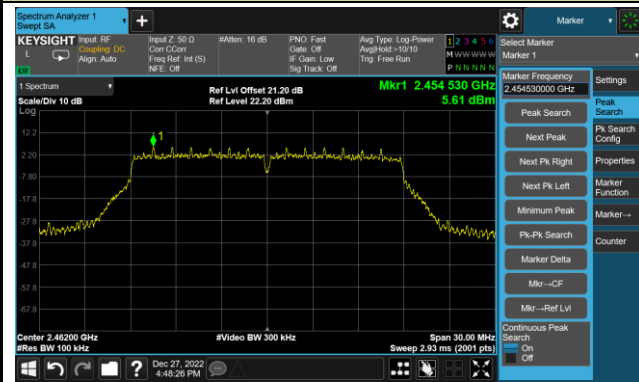 Spectrum Analyzer 1
Swept SA
Marker
KEYSIGHT
Input: RF
Input Z: 50 Ω
#Atten: 16 dB
PNO: Fast
Avg Type: Log-Power
1 2 3 4 5 6
L
Coupling: DC
Corr CCorr
Gate: Off
Avg|Hold:>10/10
M W W W W W
Align: Auto
Freq Ref: Int (S)
IF Gain: Low
Trig: Free Run
NFE: Off
Sig Track: Off
P N N N N N
Select Marker
Marker 1
1 Spectrum
Scale/Div 10 dB
Log
Ref Lvl Offset 21.20 dB
Ref Level 22.20 dBm
Mkr1 2.454 530 GHz
5.61 dBm
1
12.2
2.20
-7.80
-17.8
-27.8
-37.8
-47.8
-57.8
-67.8
Center 2.46200 GHz
#Res BW 100 kHz
#Video BW 300 kHz
Span 30.00 MHz
Sweep 2.93 ms (2001 pts)
Marker Frequency
2.454530000 GHz
Peak Search
Next Peak
Next Pk Right
Next Pk Left
Minimum Peak
Pk-Pk Search
Marker Delta
Mkr→CF
Mkr→Ref Lvl
Continuous Peak
Search
On
Off
Settings
Peak
Search
Pk Search
Config
Properties
Marker
Function
Marker→
Counter
?
Dec 27, 2022
4:48:26 PM